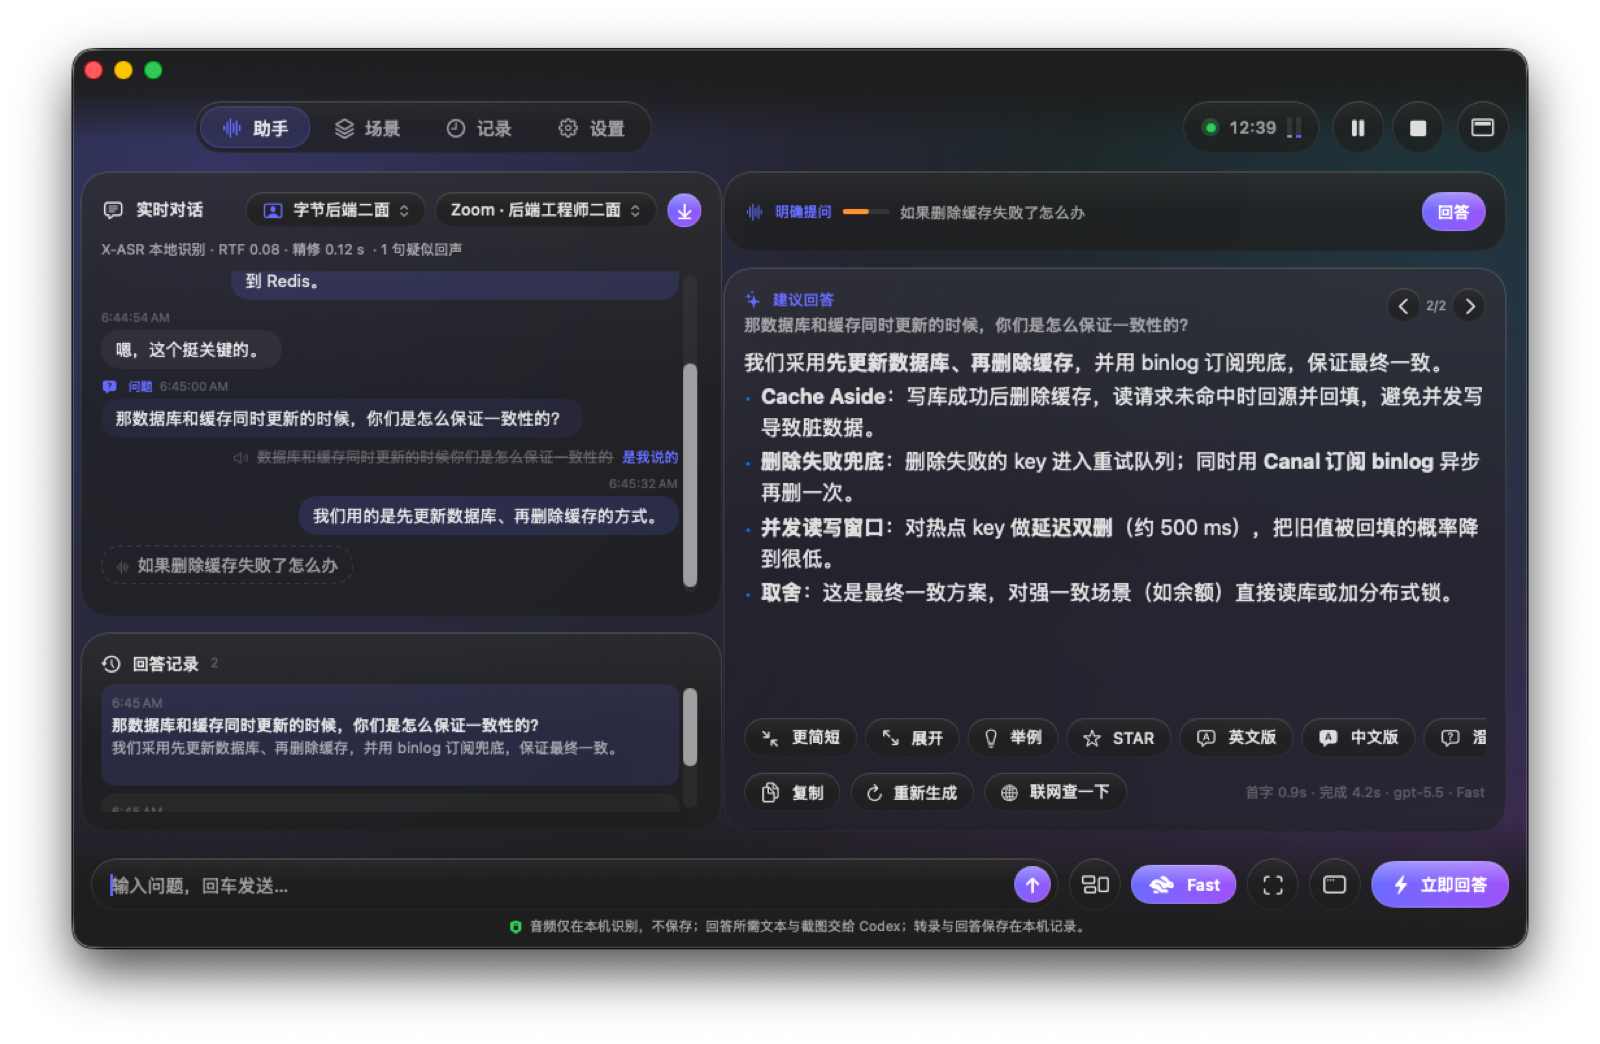 助手
场景
记录
设置
12:39
实时对话
字节后端二面
Zoom · 后端工程师二面
X-ASR 本地识别 · RTF 0.08 · 精修 0.12 s · 1 句疑似回声
到 Redis。
6:44:54 AM
嗯，这个挺关键的。
问题 6:45:00 AM
那数据库和缓存同时更新的时候，你们是怎么保证一致性的？
数据库和缓存同时更新的时候你们是怎么保证一致性的 是我说的
6:45:32 AM
我们用的是先更新数据库、再删除缓存的方式。
如果删除缓存失败了怎么办
回答记录 2
6:45 AM
那数据库和缓存同时更新的时候，你们是怎么保证一致性的？
我们采用先更新数据库、再删除缓存，并用 binlog 订阅兜底，保证最终一致。
6:45 AM
明确提问 如果删除缓存失败了怎么办
回答
建议回答
2/2
那数据库和缓存同时更新的时候，你们是怎么保证一致性的？
我们采用先更新数据库、再删除缓存，并用 binlog 订阅兜底，保证最终一致。
· Cache Aside：写库成功后删除缓存，读请求未命中时回源并回填，避免并发写
导致脏数据。
· 删除失败兜底：删除失败的 key 进入重试队列；同时用 Canal 订阅 binlog 异步
再删一次。
· 并发读写窗口：对热点 key 做延迟双删（约 500 ms），把旧值被回填的概率降
到很低。
· 取舍：这是最终一致方案，对强一致场景（如余额）直接读库或加分布式锁。
更简短
展开
举例
STAR
英文版
中文版
复制
重新生成
联网查一下
首字 0.9s · 完成 4.2s · gpt-5.5 · Fast
输入问题，回车发送...
Fast
立即回答
音频仅在本机识别，不保存；回答所需文本与截图交给 Codex；转录与回答保存在本机记录。